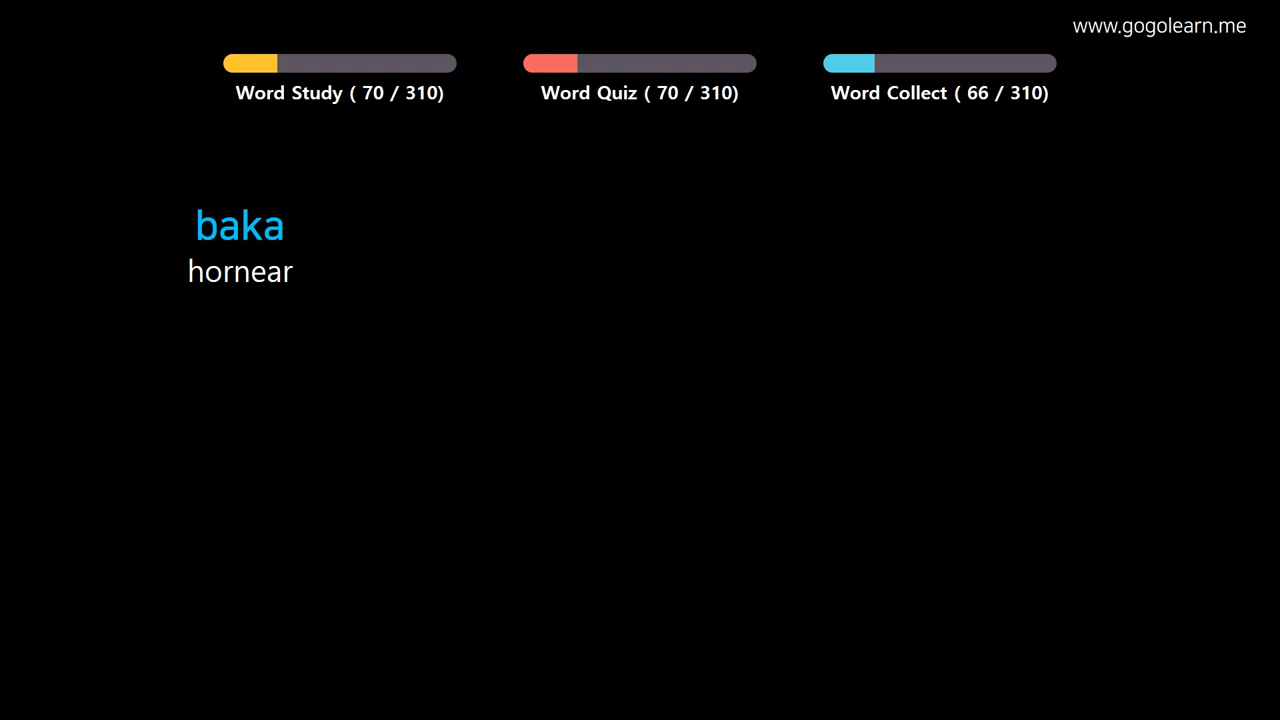 www.gogolearn.me
Word Study ( 70 / 310)
Word Quiz ( 70 / 310)
Word Collect ( 66 / 310)
baka
hornear